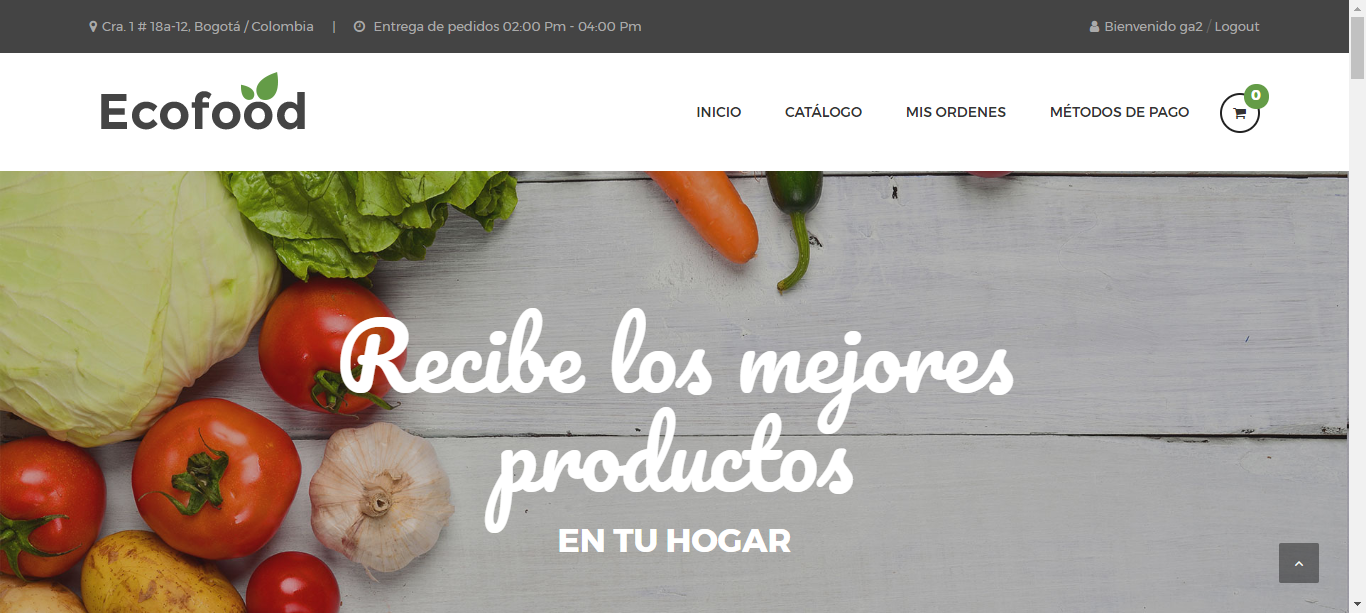 Cra. 1 # 18a-12, Bogotá / Colombia | Entrega de pedidos 02:00 Pm - 04:00 Pm Bienvenido ga2 / Logout
Ecofood
INICIO CATÁLOGO MIS ORDENES MÉTODOS DE PAGO 0
Recibe los mejores
productos
EN TU HOGAR